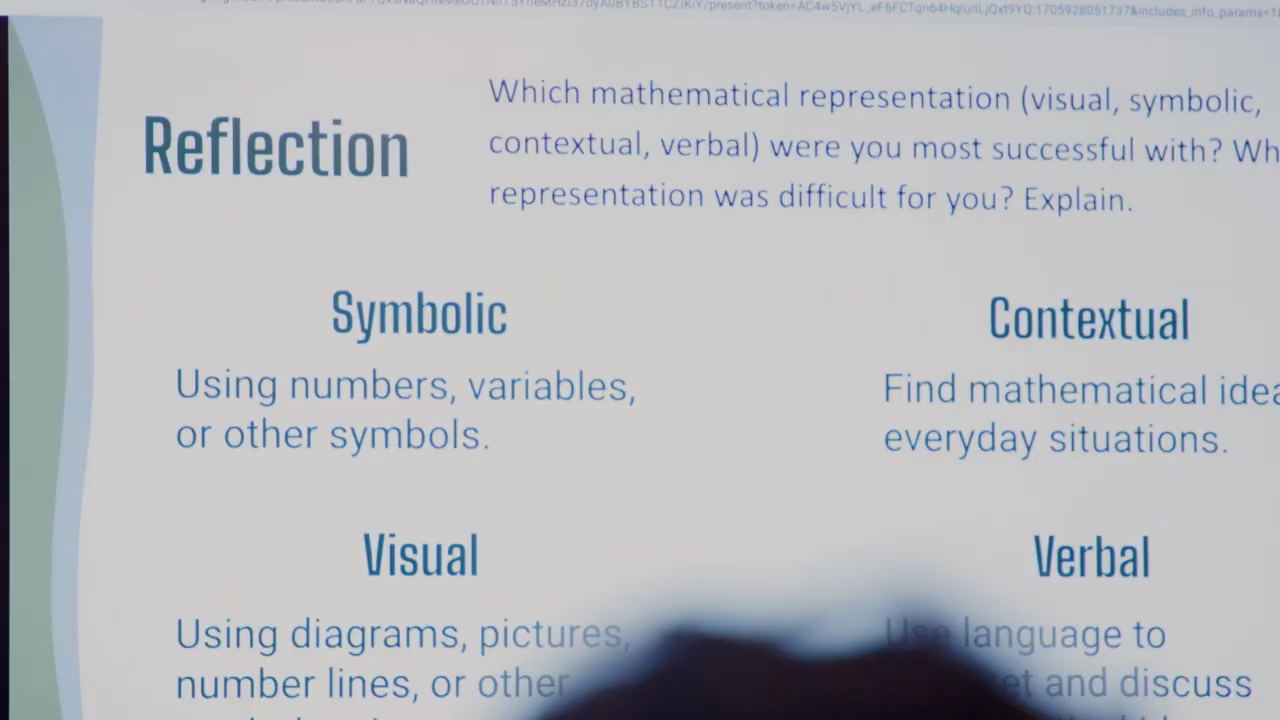 Reflection
Which mathematical representation (visual, symbolic,
contextual, verbal) were you most successful with?
representation was difficult for you? Explain.
Symbolic
Using numbers, variables,
or other symbols.
Contextual
Find mathematical
everyday situations.
Visual
Using diagrams, pictures,
number lines, or other
Verbal
Use language to
and discuss